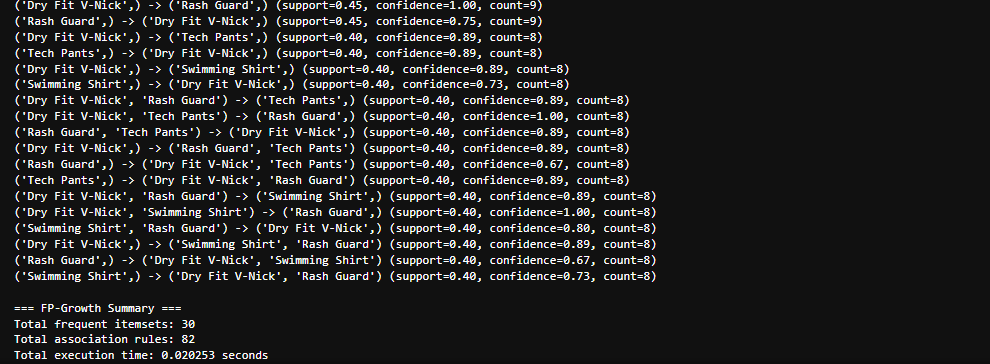 ('Dry Fit V-Nick',) -> ('Rash Guard',) (support=0.45, confidence=1.00, count=9)
('Rash Guard',) -> ('Dry Fit V-Nick',) (support=0.45, confidence=0.75, count=9)
('Dry Fit V-Nick',) -> ('Tech Pants',) (support=0.40, confidence=0.89, count=8)
('Tech Pants',) -> ('Dry Fit V-Nick',) (support=0.40, confidence=0.89, count=8)
('Dry Fit V-Nick',) -> ('Swimming Shirt',) (support=0.40, confidence=0.89, count=8)
('Swimming Shirt',) -> ('Dry Fit V-Nick',) (support=0.40, confidence=0.73, count=8)
('Dry Fit V-Nick', 'Rash Guard') -> ('Tech Pants',) (support=0.40, confidence=0.89, count=8)
('Dry Fit V-Nick', 'Tech Pants') -> ('Rash Guard',) (support=0.40, confidence=1.00, count=8)
('Rash Guard', 'Tech Pants') -> ('Dry Fit V-Nick',) (support=0.40, confidence=0.89, count=8)
('Dry Fit V-Nick',) -> ('Rash Guard', 'Tech Pants') (support=0.40, confidence=0.89, count=8)
('Rash Guard',) -> ('Dry Fit V-Nick', 'Tech Pants') (support=0.40, confidence=0.67, count=8)
('Tech Pants',) -> ('Dry Fit V-Nick', 'Rash Guard') (support=0.40, confidence=0.89, count=8)
('Dry Fit V-Nick', 'Rash Guard') -> ('Swimming Shirt',) (support=0.40, confidence=0.89, count=8)
('Dry Fit V-Nick', 'Swimming Shirt') -> ('Rash Guard',) (support=0.40, confidence=1.00, count=8)
('Swimming Shirt', 'Rash Guard') -> ('Dry Fit V-Nick',) (support=0.40, confidence=0.80, count=8)
('Dry Fit V-Nick',) -> ('Swimming Shirt', 'Rash Guard') (support=0.40, confidence=0.89, count=8)
('Rash Guard',) -> ('Dry Fit V-Nick', 'Swimming Shirt') (support=0.40, confidence=0.67, count=8)
('Swimming Shirt',) -> ('Dry Fit V-Nick', 'Rash Guard') (support=0.40, confidence=0.73, count=8)
=== FP-Growth Summary ===
Total frequent itemsets: 30
Total association rules: 82
Total execution time: 0.020253 seconds